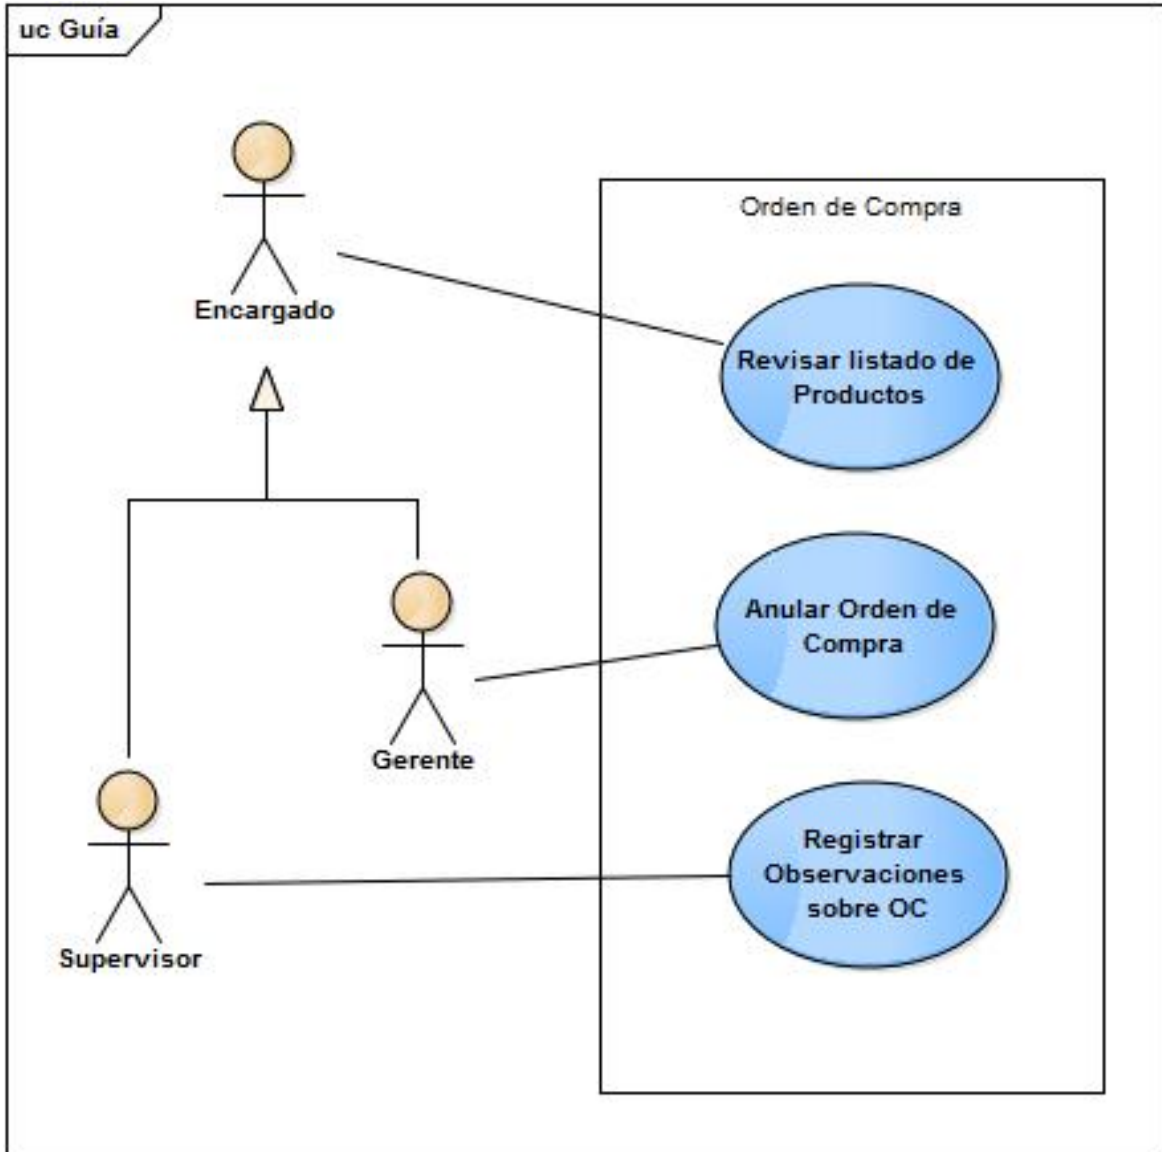 uc Guía
Encargado
Orden de Compra
Revisar listado de
Productos
Anular Orden de
Compra
Gerente
Registrar
Observaciones
sobre OC
Supervisor